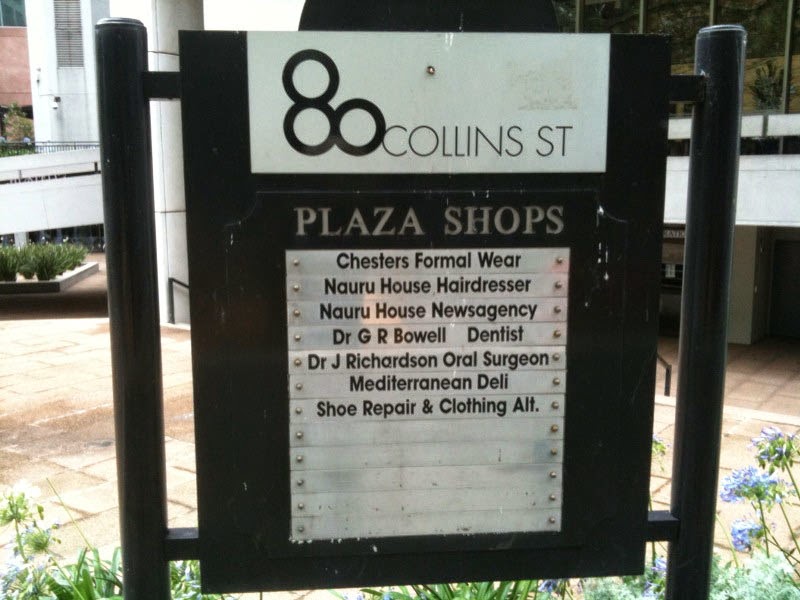 80 COLLINS ST
PLAZA SHOPS
Chesters Formal Wear
Nauru House Hairdresser
Nauru House Newsagency
Dr G R Bowell Dentist
Dr J Richardson Oral Surgeon
Mediterranean Deli
Shoe Repair & Clothing Alt.